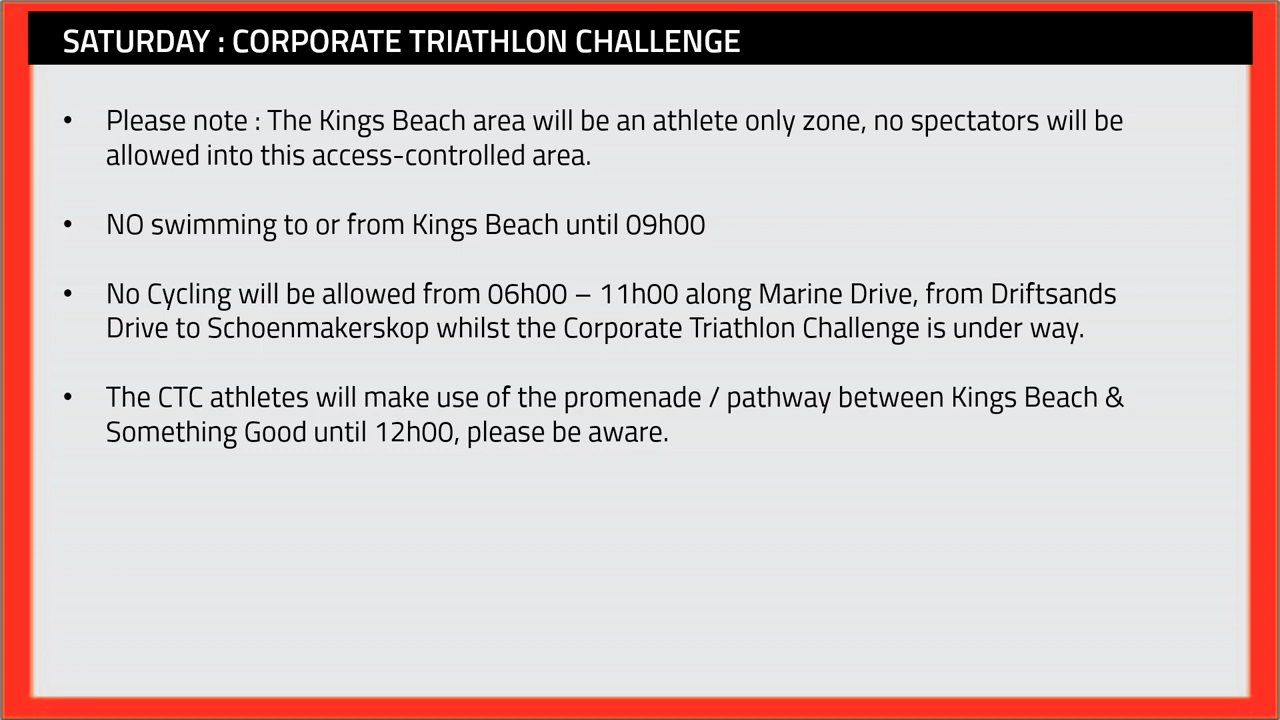 SATURDAY : CORPORATE TRIATHLON CHALLENGE
• Please note : The Kings Beach area will be an athlete only zone, no spectators will be
allowed into this access-controlled area.
• NO swimming to or from Kings Beach until 09h00
• No Cycling will be allowed from 06h00 – 11h00 along Marine Drive, from Driftsands
Drive to Schoenmakerskop whilst the Corporate Triathlon Challenge is under way.
• The CTC athletes will make use of the promenade / pathway between Kings Beach &
Something Good until 12h00, please be aware.